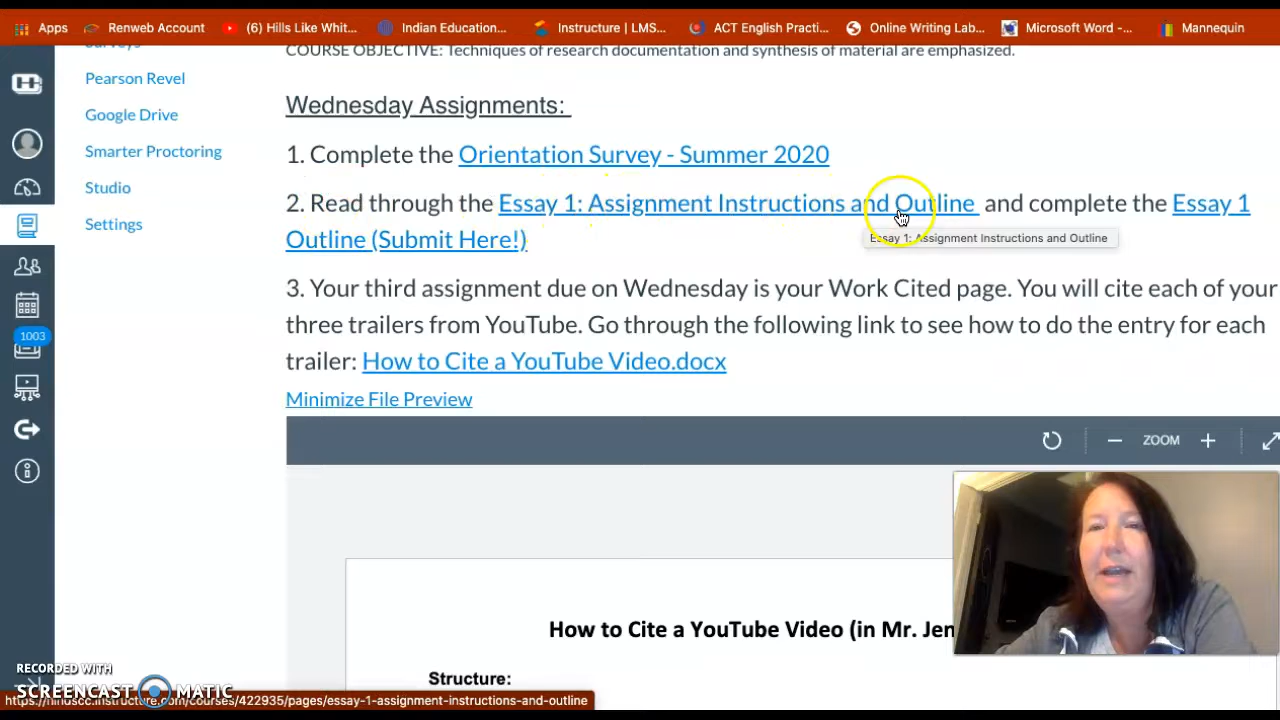 Apps Renweb Account (6) Hills Like Whit... Indian Education... Instructure | LMS... ACT English Practi... Online Writing Lab... Microsoft Word -... Mannequin
COURSE OBJECTIVE: Techniques of research documentation and synthesis of material are emphasized.
Pearson Revel
Google Drive
Smarter Proctoring
Studio
Settings
1003
Wednesday Assignments:
1. Complete the Orientation Survey - Summer 2020
2. Read through the Essay 1: Assignment Instructions and Outline and complete the Essay 1
Outline (Submit Here!)
Essay 1: Assignment Instructions and Outline
3. Your third assignment due on Wednesday is your Work Cited page. You will cite each of your
three trailers from YouTube. Go through the following link to see how to do the entry for each
trailer: How to Cite a YouTube Video.docx
Minimize File Preview
ZOOM
How to Cite a YouTube Video (in Mr. Jen
Structure:
RECORDED WITH
SCREENCAST MATIC
https://hindscc.instructure.com/courses/422935/pages/essay-1-assignment-instructions-and-outline